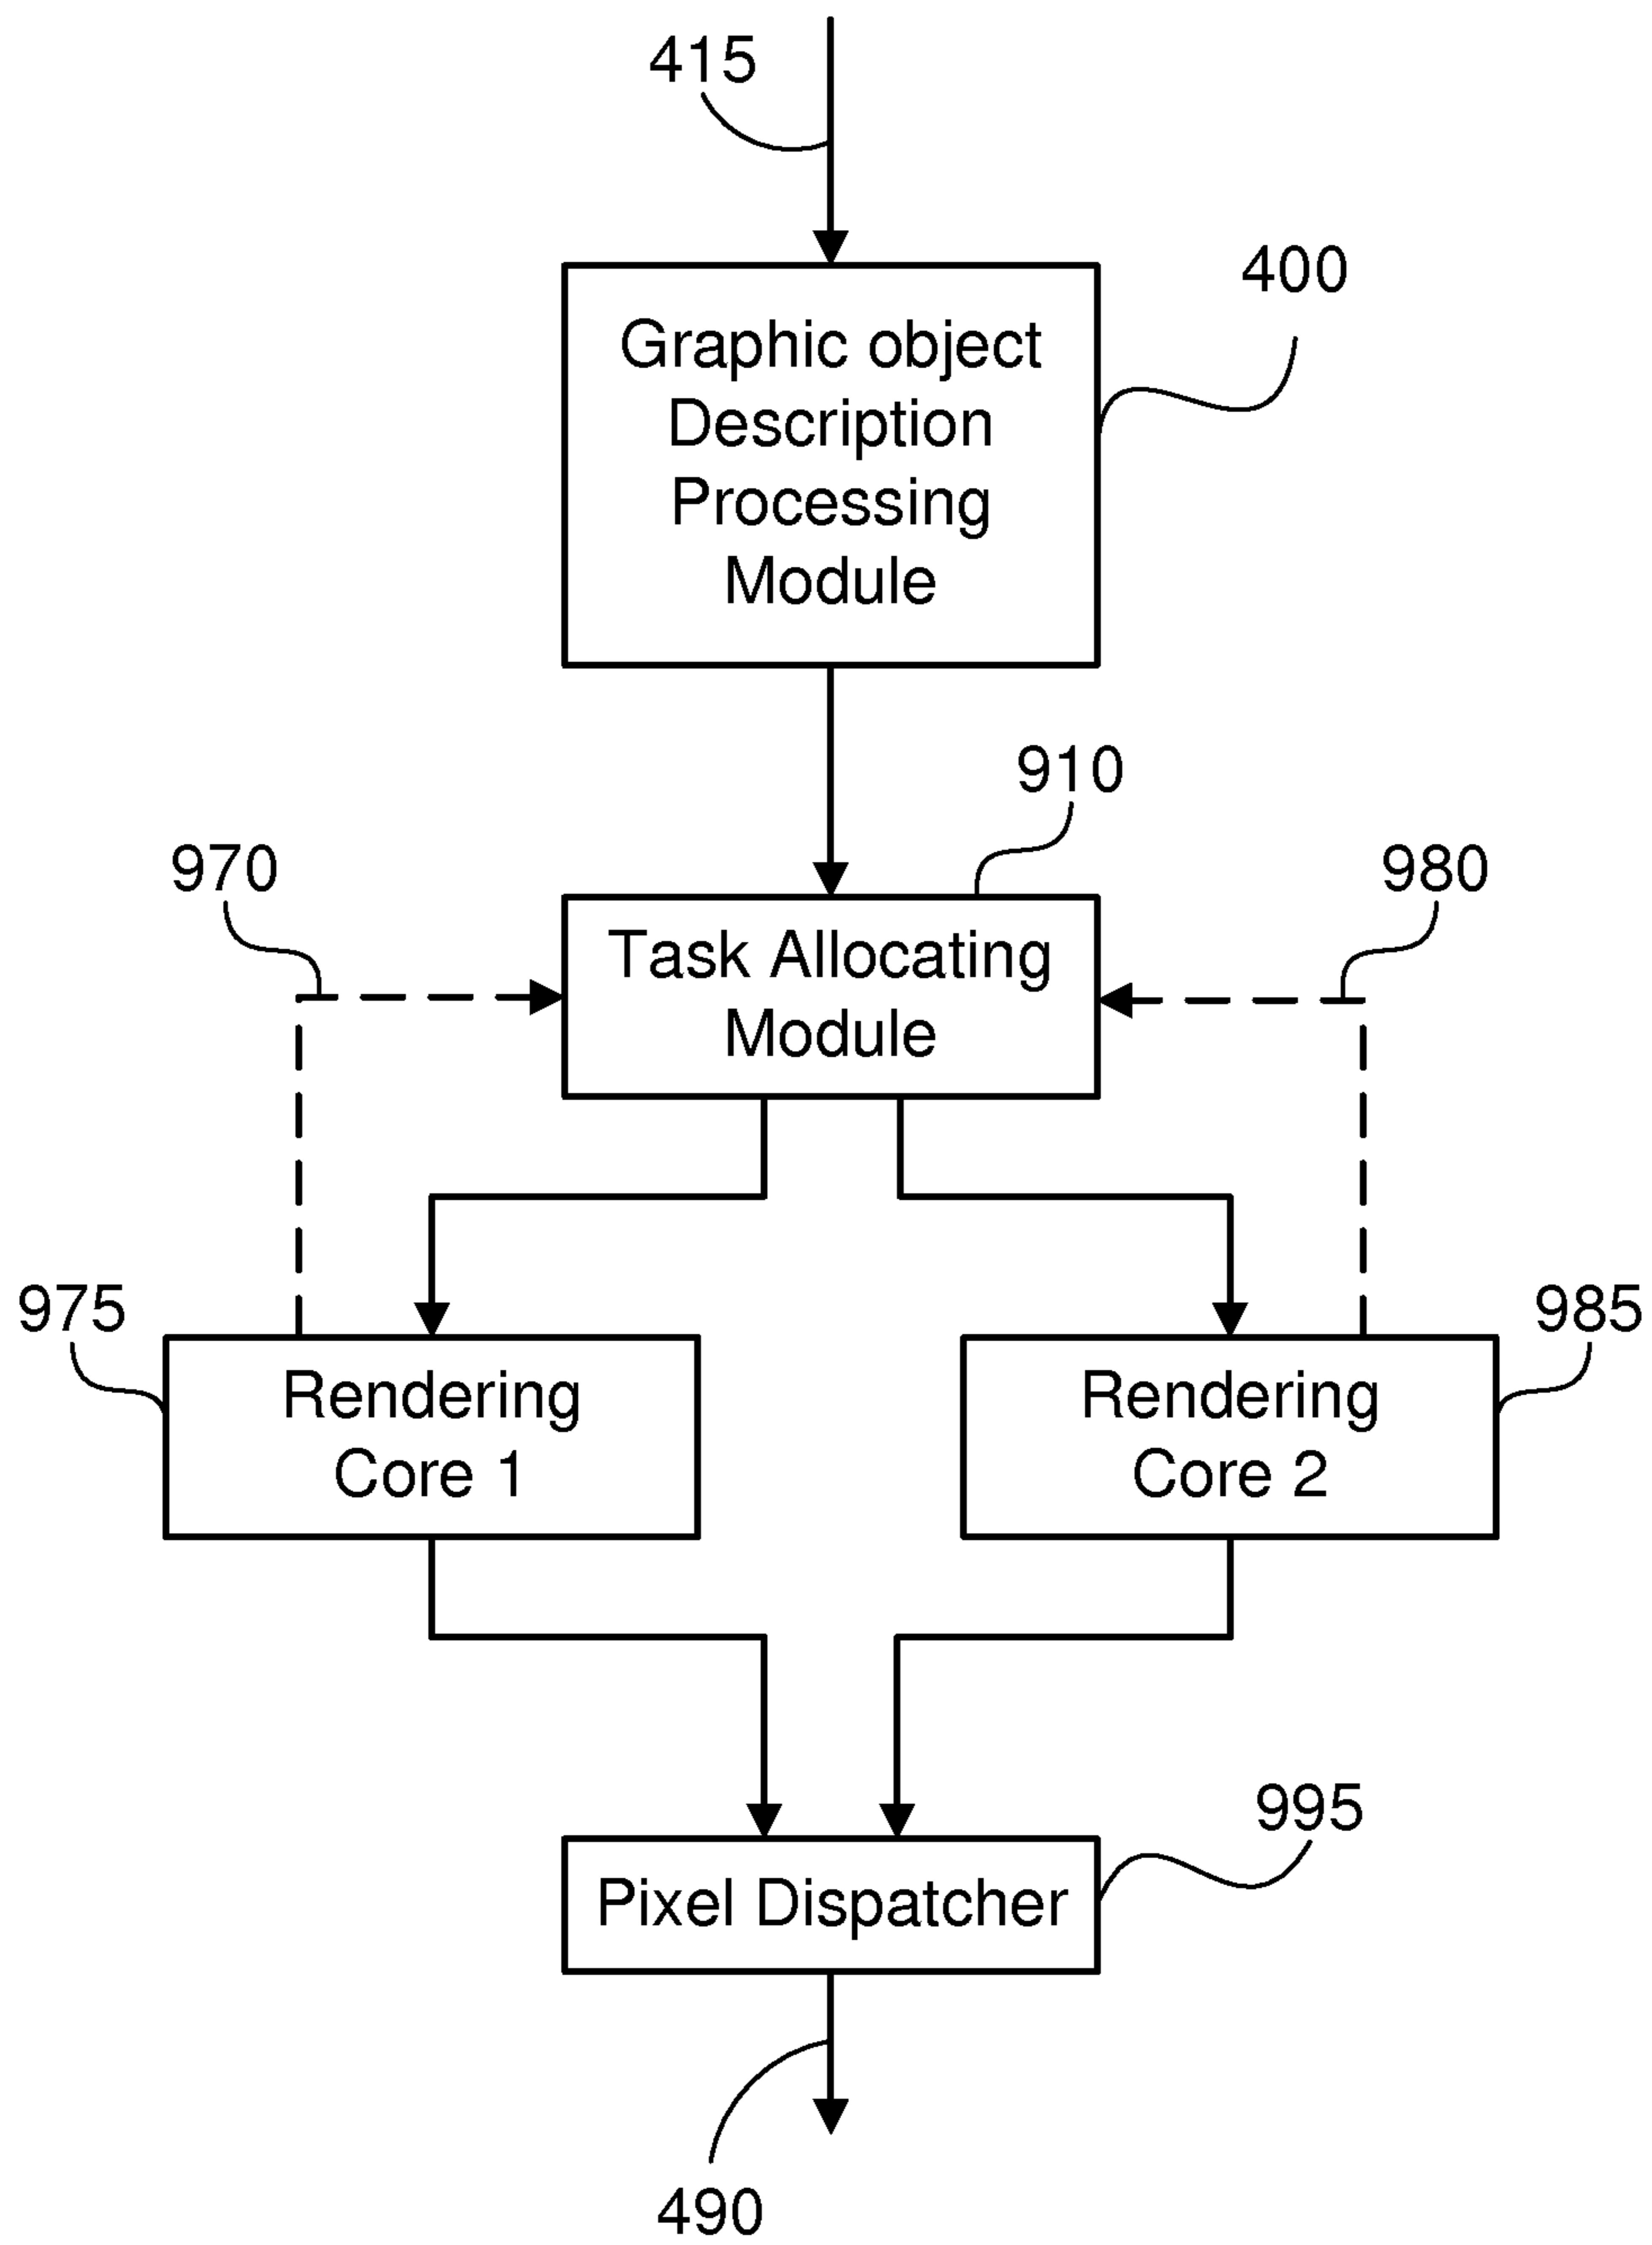 415
400
Graphic object
Description
Processing
Module
910
970
980
Task Allocating
Module
975
985
Rendering
Core 1
Rendering
Core 2
995
Pixel Dispatcher
490